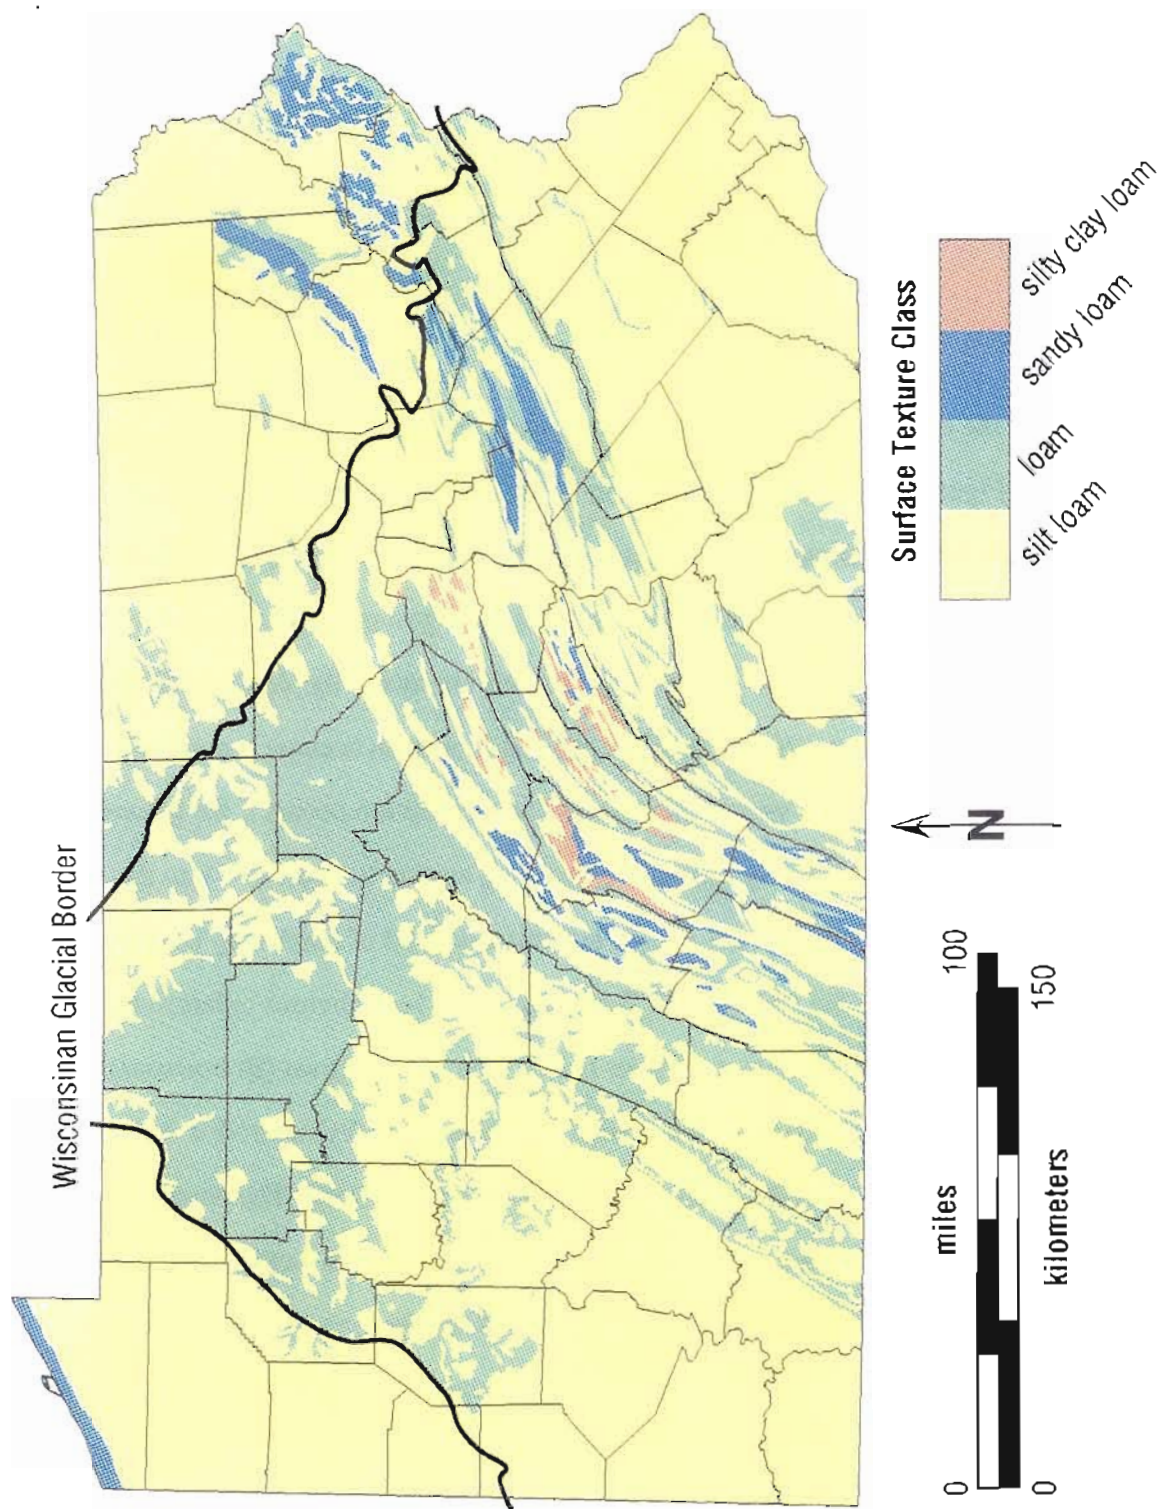 Wisconsinan Glacial Border
Surface Texture Class
silt loam
loam
sandy loam
silty clay loam
N
miles
0
100
0
150
kilometers